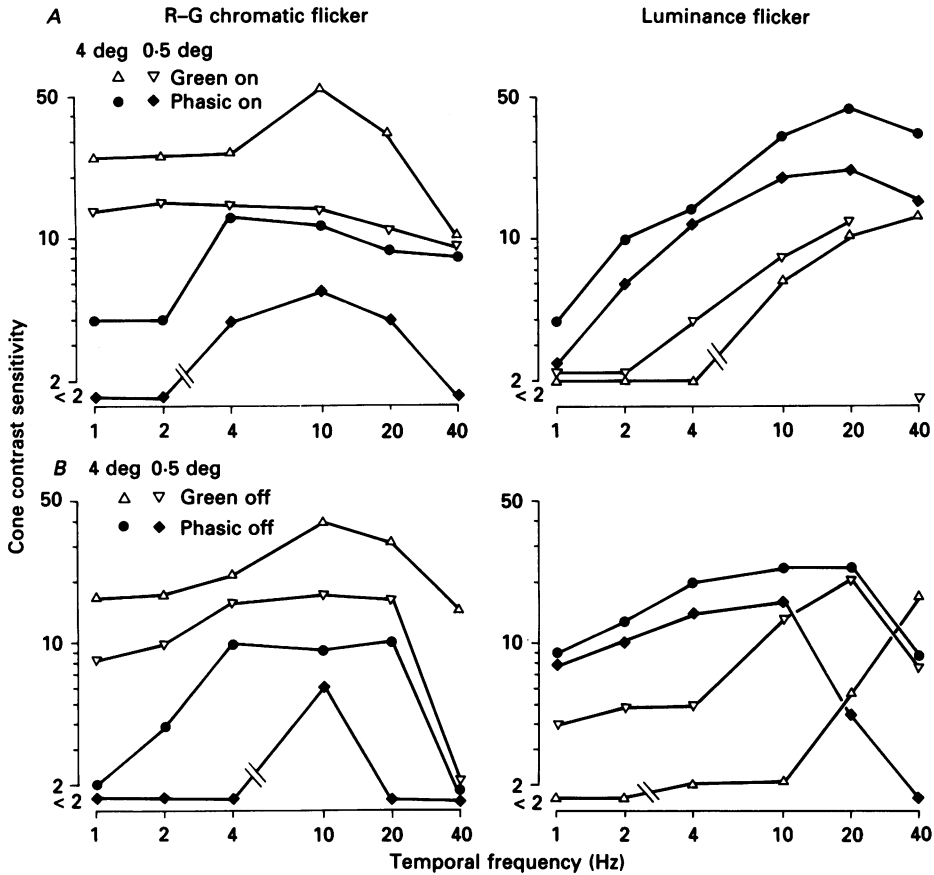 A
R–G chromatic flicker
Luminance flicker
4 deg 0·5 deg
Green on
Phasic on
50
10
2
< 2
1 2 4 10 20 40
50
10
2
< 2
1 2 4 10 20 40
Cone contrast sensitivity
B
4 deg 0·5 deg
Green off
Phasic off
50
10
2
< 2
1 2 4 10 20 40
50
10
2
< 2
1 2 4 10 20 40
Temporal frequency (Hz)